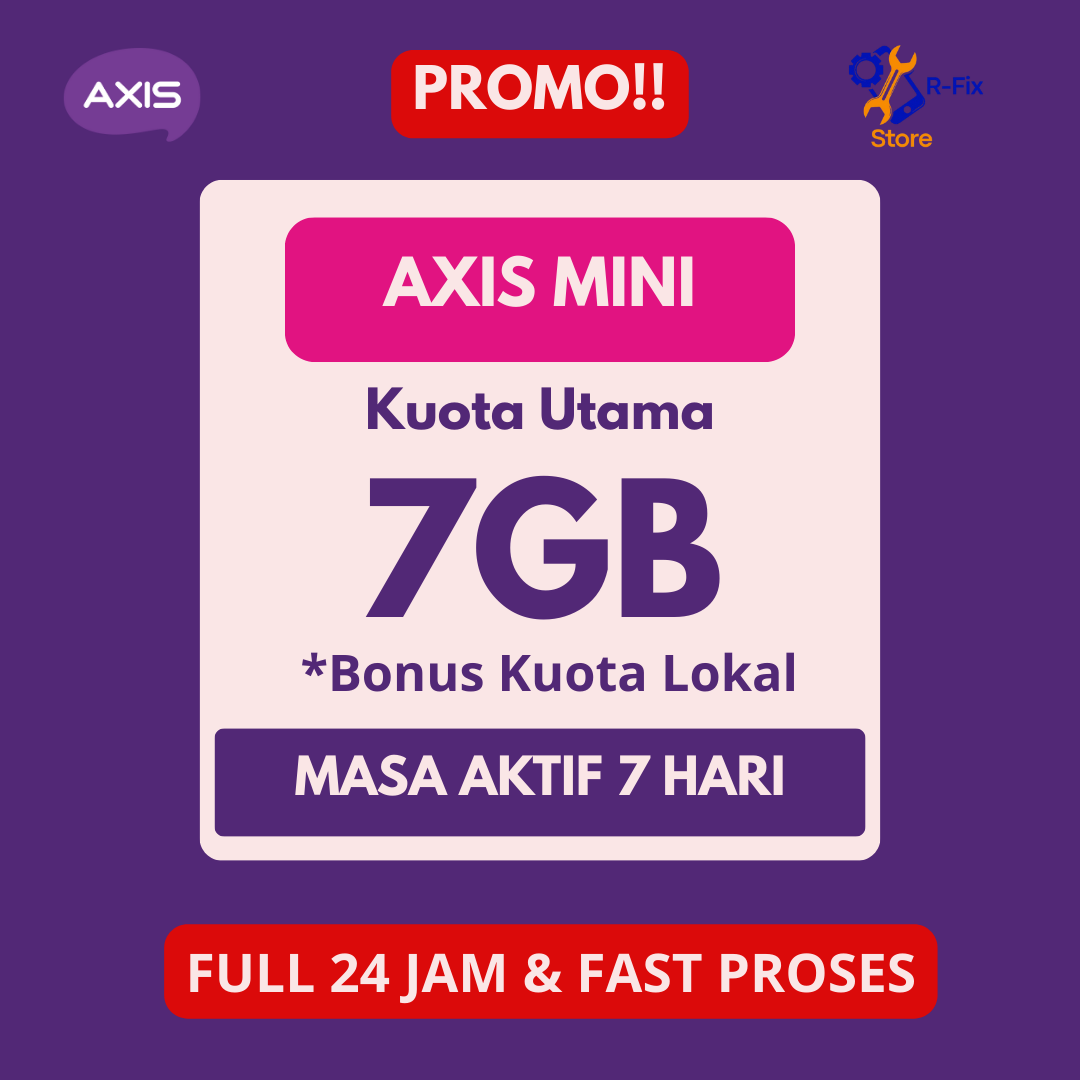 AXIS
PROMO!!
R-Fix
Store
AXIS MINI
Kuota Utama
7GB
*Bonus Kuota Lokal
MASA AKTIF 7 HARI
FULL 24 JAM & FAST PROSES